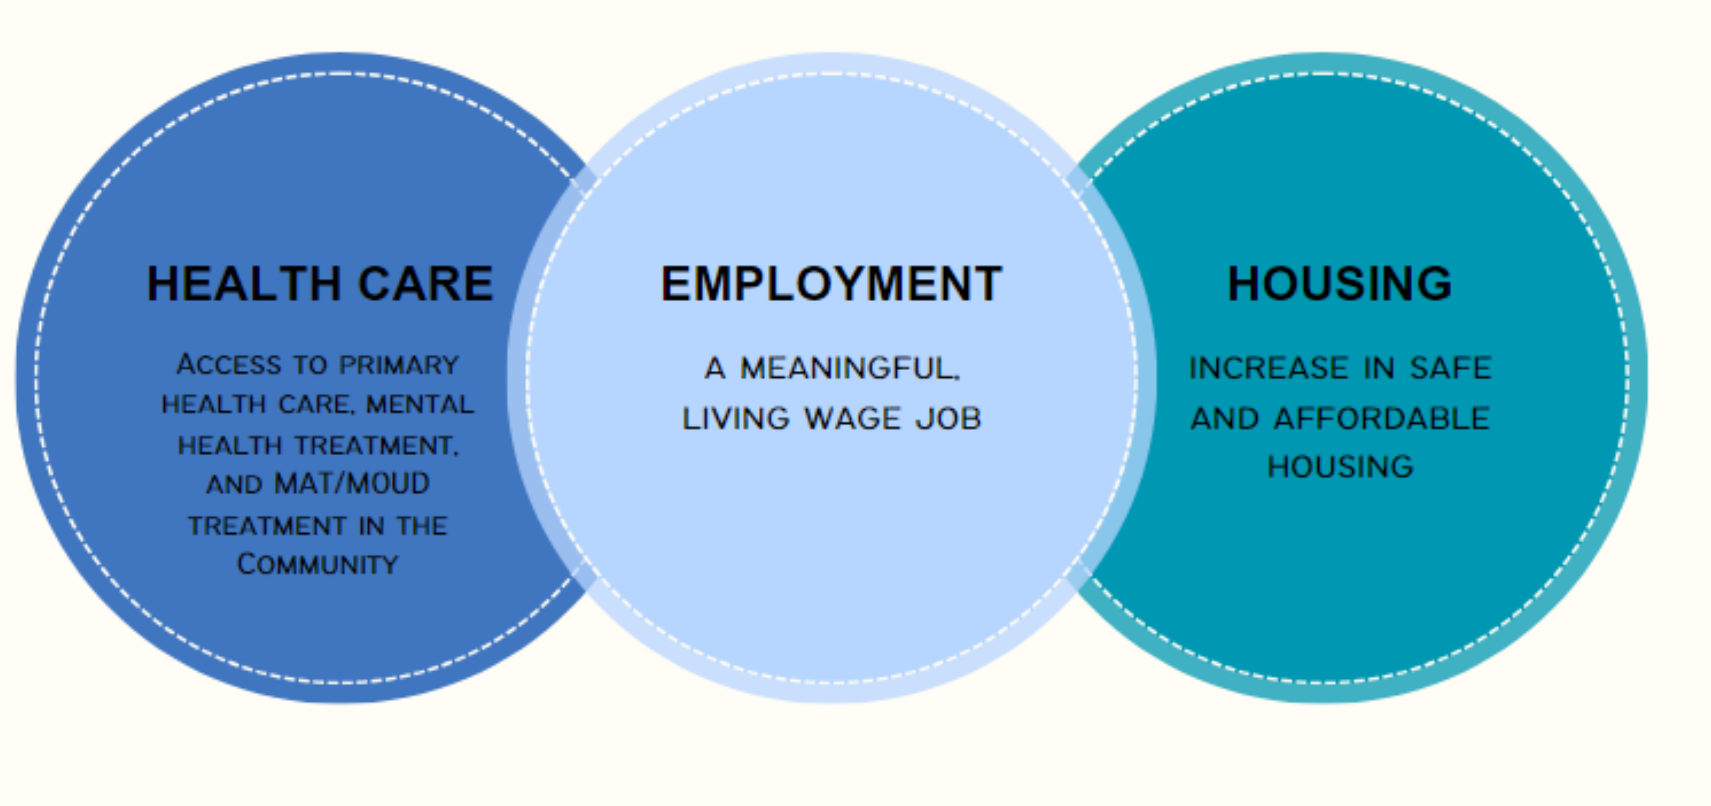 HEALTH CARE
Access to primary
health care, mental
health treatment,
and MAT/MOUD
treatment in the
Community
EMPLOYMENT
a meaningful,
living wage job
HOUSING
increase in safe
and affordable
housing